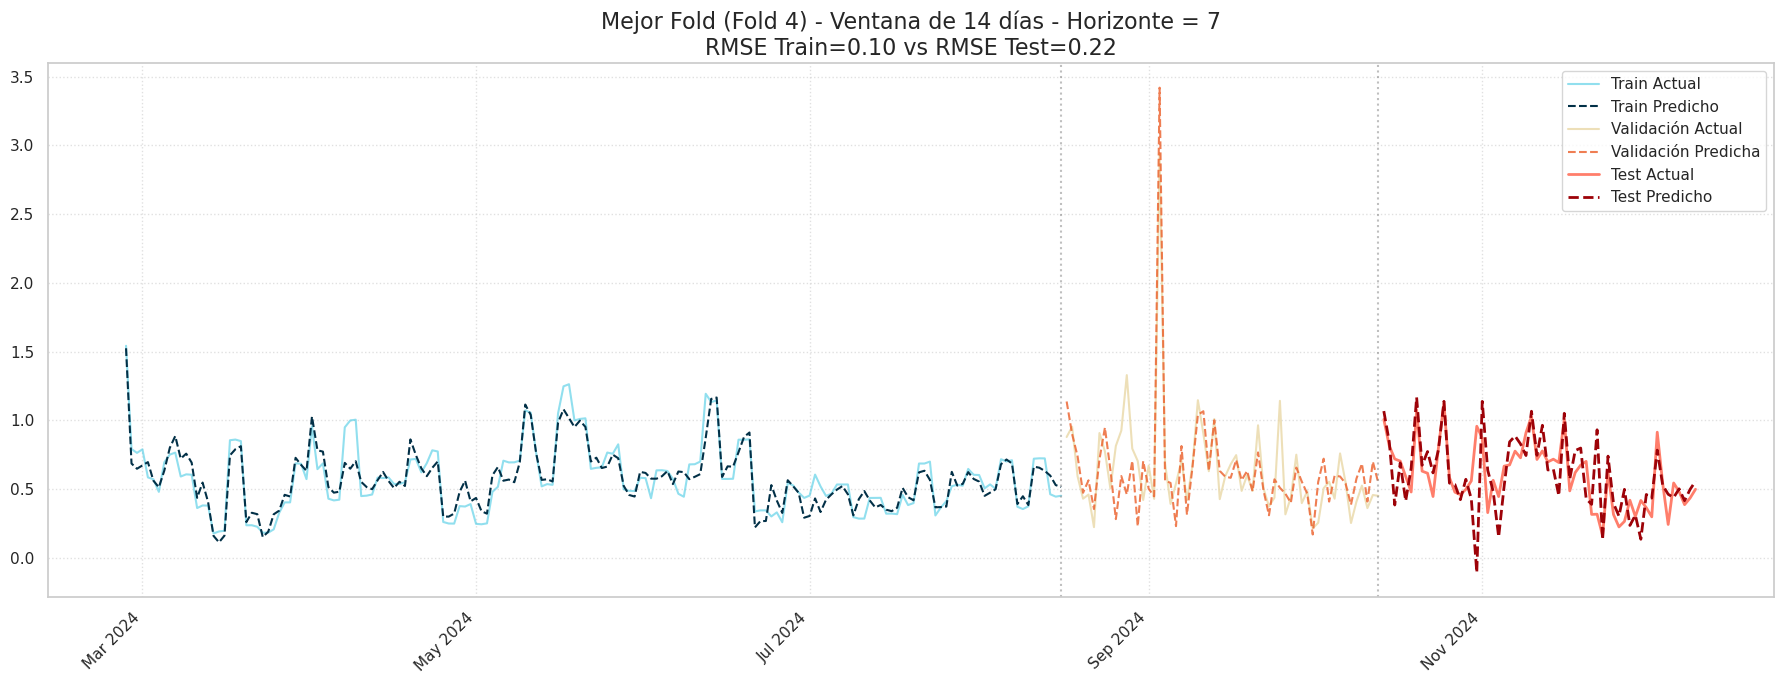 Mejor Fold (Fold 4) - Ventana de 14 días - Horizonte = 7
RMSE Train=0.10 vs RMSE Test=0.22
3.5
3.0
2.5
2.0
1.5
1.0
0.5
0.0
Mar 2024
May 2024
Jul 2024
Sep 2024
Nov 2024
Train Actual
Train Predicho
Validación Actual
Validación Predicha
Test Actual
Test Predicho